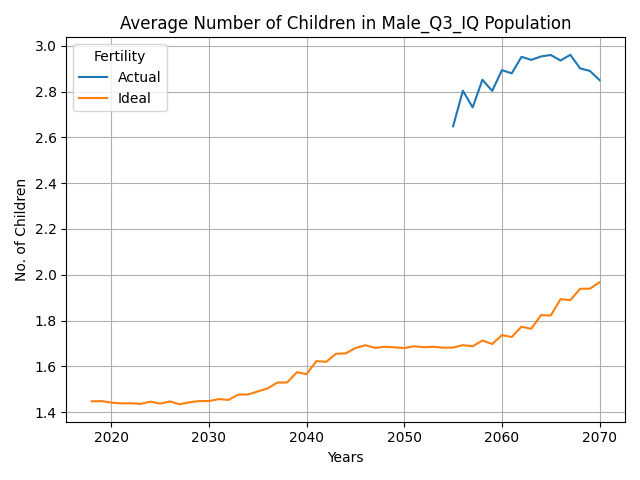 Average Number of Children in Male_Q3_IQ Population
Fertility
Actual
Ideal
No. of Children
3.0
2.8
2.6
2.4
2.2
2.0
1.8
1.6
1.4
2020 2030 2040 2050 2060 2070
Years